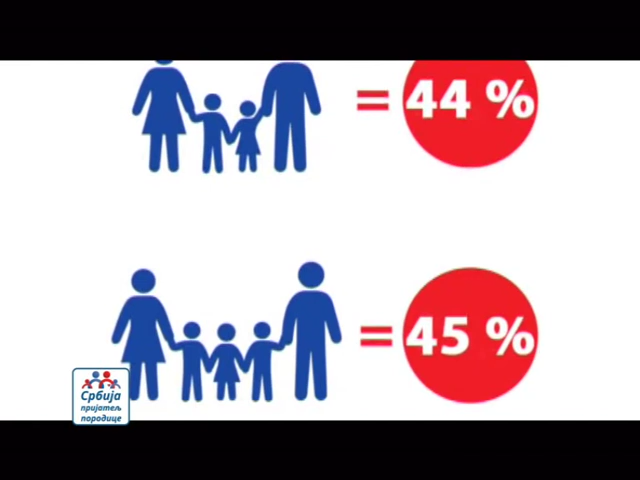 = 44 %
= 45 %
Србија
пријатељ
породице